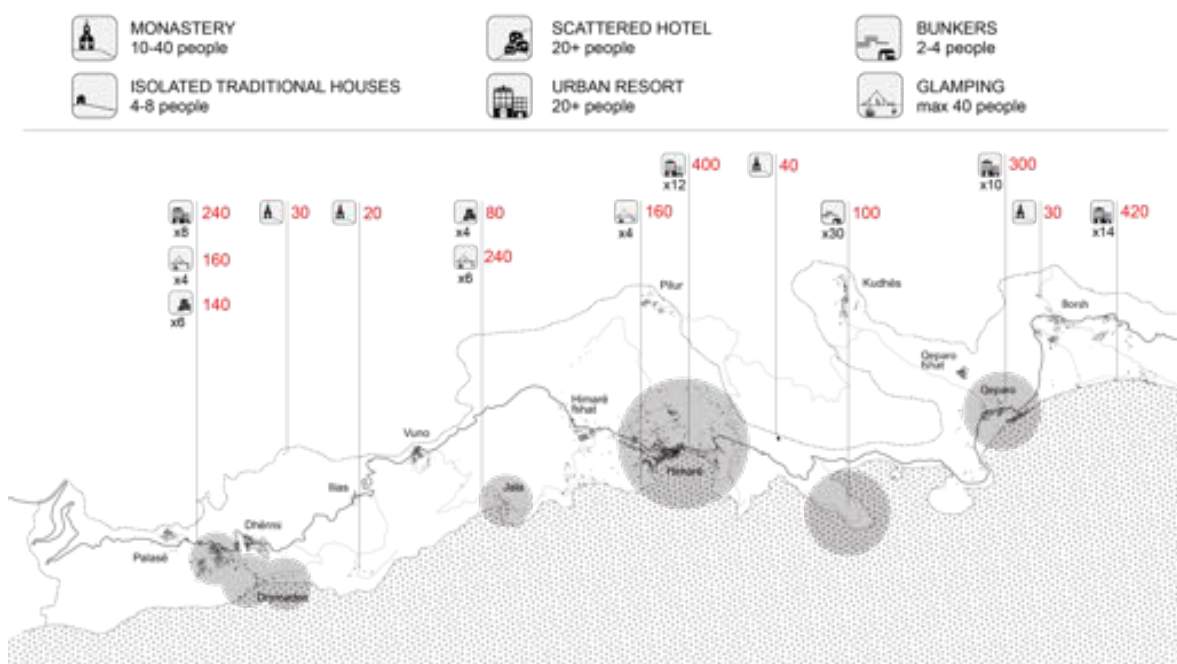 MONASTERY
10-40 people
SCATTERED HOTEL
20+ people
BUNKERS
2-4 people
ISOLATED TRADITIONAL HOUSES
4-8 people
URBAN RESORT
20+ people
GLAMPING
max 40 people
400
x12
40
300
x10
240
x8
30
20
80
x4
160
x4
100
x30
30
420
x14
160
x4
240
x6
140
x6
Pilur
Kudhës
Borsh
Qeparo
fshat
Qeparo
Himarë
fshat
Vuno
Himarë
Jala
Ilias
Dhërmi
Palasë